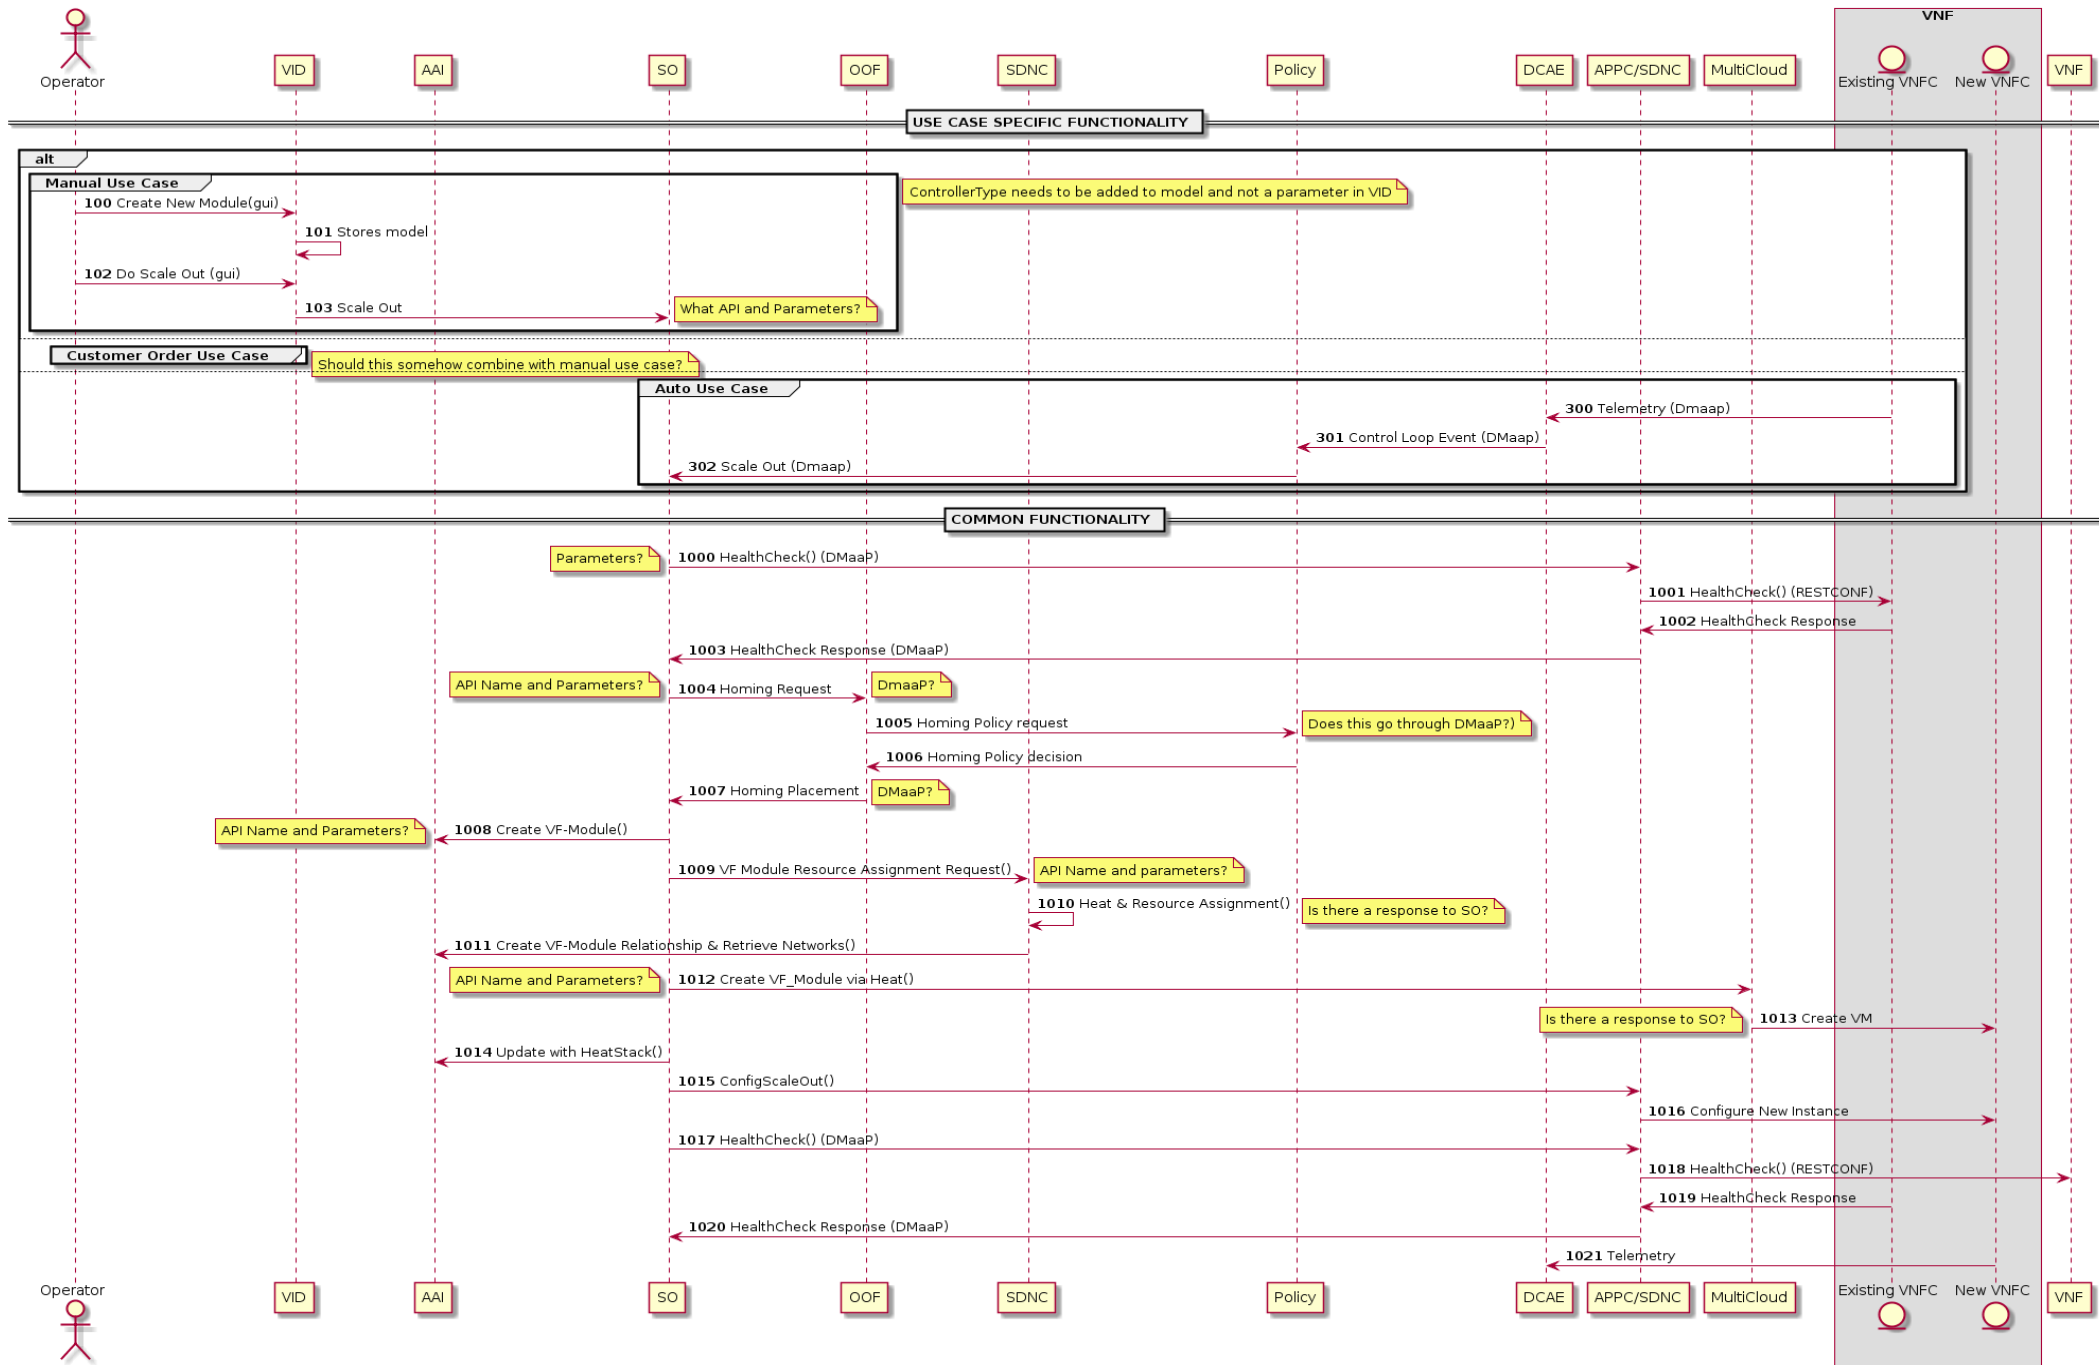 VNF
Operator
VID
AAI
SO
OOF
SDNC
Policy
DCAE
APPC/SDNC
MultiCloud
Existing VNFC
New VNFC
VNF
USE CASE SPECIFIC FUNCTIONALITY
alt
Manual Use Case
ControllerType needs to be added to model and not a parameter in VID
100 Create New Module(gui)
101 Stores model
102 Do Scale Out (gui)
103 Scale Out
What API and Parameters?
Customer Order Use Case
Should this somehow combine with manual use case?
Auto Use Case
300 Telemetry (Dmaap)
301 Control Loop Event (DMaap)
302 Scale Out (Dmaap)
COMMON FUNCTIONALITY
Parameters?
1000 HealthCheck() (DMaaP)
1001 HealthCheck() (RESTCONF)
1002 HealthCheck Response
1003 HealthCheck Response (DMaaP)
API Name and Parameters?
1004 Homing Request
DmaaP?
1005 Homing Policy request
Does this go through DMaaP?)
1006 Homing Policy decision
1007 Homing Placement
DMaaP?
API Name and Parameters?
1008 Create VF-Module()
1009 VF Module Resource Assignment Request()
API Name and parameters?
1010 Heat & Resource Assignment()
Is there a response to SO?
1011 Create VF-Module Relationship & Retrieve Networks()
API Name and Parameters?
1012 Create VF_Module via Heat()
Is there a response to SO?
1013 Create VM
1014 Update with HeatStack()
1015 ConfigScaleOut()
1016 Configure New Instance
1017 HealthCheck() (DMaaP)
1018 HealthCheck() (RESTCONF)
1019 HealthCheck Response
1020 HealthCheck Response (DMaaP)
1021 Telemetry
Operator
VID
AAI
SO
OOF
SDNC
Policy
DCAE
APPC/SDNC
MultiCloud
Existing VNFC
New VNFC
VNF